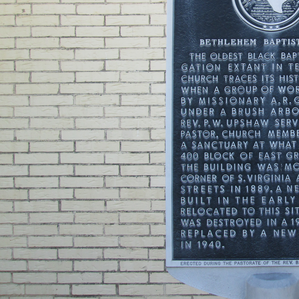 BETHLEHEM BAPTIST
THE OLDEST BLACK BAP
GATION EXTANT IN TE
CHURCH TRACES ITS HIST
WHEN A GROUP OF WOR
BY MISSIONARY A.R.G
UNDER A BRUSH ARBO
REV. P.W. UPSHAW SERV
PASTOR, CHURCH MEMBE
A SANCTUARY AT WHAT
400 BLOCK OF EAST GR
THE BUILDING WAS MO
CORNER OF S.VIRGINIA A
STREETS IN 1889. A NE
BUILT IN THE EARLY
RELOCATED TO THIS SIT
WAS DESTROYED IN A 19
REPLACED BY A NEW
IN 1940.
ERECTED DURING THE PASTORATE OF THE REV.